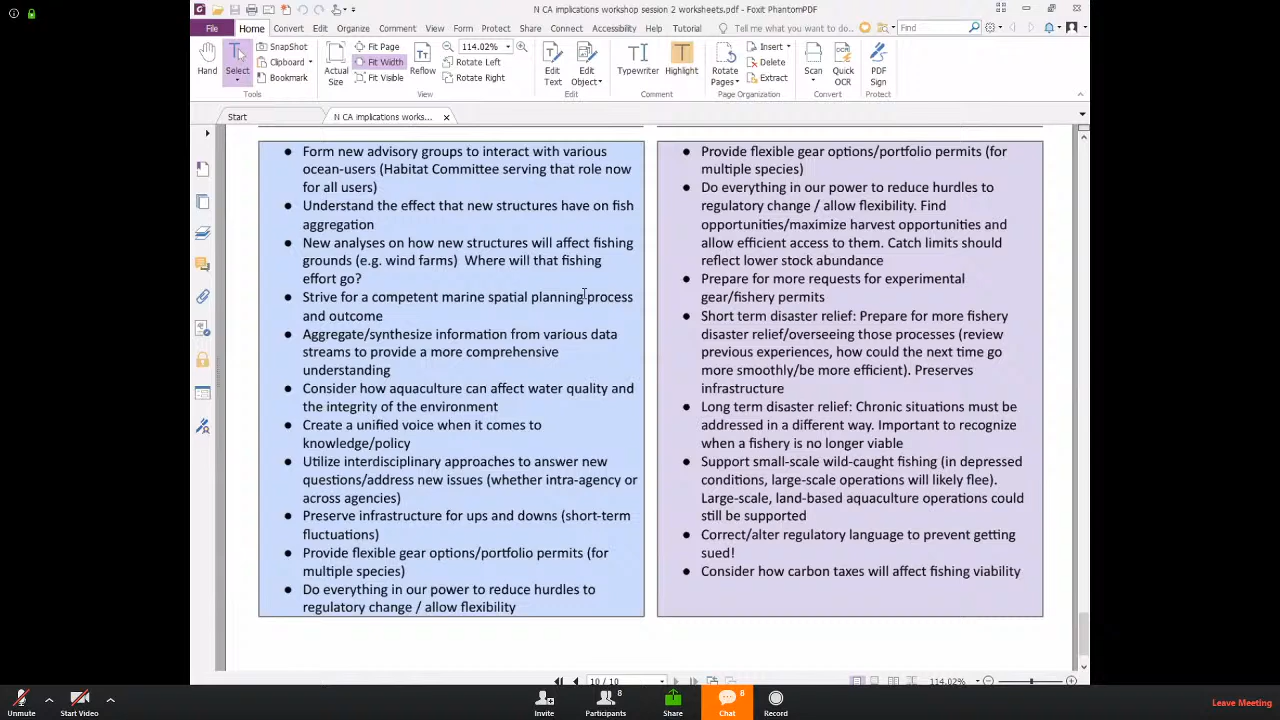 N CA implications workshop session 2 worksheets.pdf - Foxit PhantomPDF
File
Home
Convert
Edit
Organize
Comment
View
Form
Protect
Share
Connect
Accessibility
Help
Tutorial
Tell me what you want to do..
Find
Hand
Select
SnapShot
Clipboard
Bookmark
Tools
Actual
Size
Fit Page
Fit Width
Fit Visible
Reflow
114.02%
Rotate Left
Rotate Right
View
Edit
Text
Edit
Object
Edit
Typewriter
Highlight
Comment
Rotate
Pages
Insert
Delete
Extract
Page Organization
Scan
Quick
OCR
Convert
PDF
Sign
Protect
Start
N CA implications works...
● Form new advisory groups to interact with various
ocean-users (Habitat Committee serving that role now
for all users)
● Understand the effect that new structures have on fish
aggregation
● New analyses on how new structures will affect fishing
grounds (e.g. wind farms)  Where will that fishing
effort go?
● Strive for a competent marine spatial planning process
and outcome
● Aggregate/synthesize information from various data
streams to provide a more comprehensive
understanding
● Consider how aquaculture can affect water quality and
the integrity of the environment
● Create a unified voice when it comes to
knowledge/policy
● Utilize interdisciplinary approaches to answer new
questions/address new issues (whether intra-agency or
across agencies)
● Preserve infrastructure for ups and downs (short-term
fluctuations)
● Provide flexible gear options/portfolio permits (for
multiple species)
● Do everything in our power to reduce hurdles to
regulatory change / allow flexibility
● Provide flexible gear options/portfolio permits (for
multiple species)
● Do everything in our power to reduce hurdles to
regulatory change / allow flexibility. Find
opportunities/maximize harvest opportunities and
allow efficient access to them. Catch limits should
reflect lower stock abundance
● Prepare for more requests for experimental
gear/fishery permits
● Short term disaster relief: Prepare for more fishery
disaster relief/overseeing those processes (review
previous experiences, how could the next time go
more smoothly/be more efficient). Preserves
infrastructure
● Long term disaster relief: Chronic situations must be
addressed in a different way. Important to recognize
when a fishery is no longer viable
● Support small-scale wild-caught fishing (in depressed
conditions, large-scale operations will likely flee).
Large-scale, land-based aquaculture operations could
still be supported
● Correct/alter regulatory language to prevent getting
sued!
● Consider how carbon taxes will affect fishing viability
10 / 10
114.02%
Unmute
Start Video
Invite
Participants
8
Share
Chat
8
Record
Leave Meeting